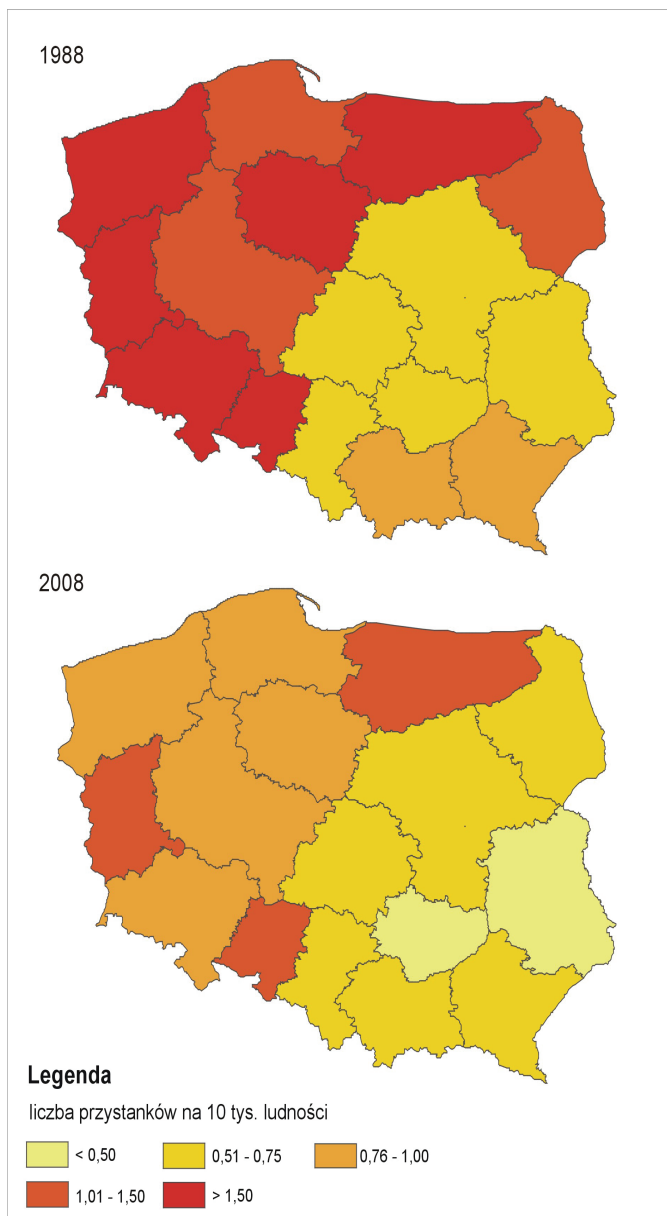 1988
2008
Legenda
liczba przystanków na 10 tys. ludności
< 0,50
0,51 - 0,75
0,76 - 1,00
1,01 - 1,50
> 1,50